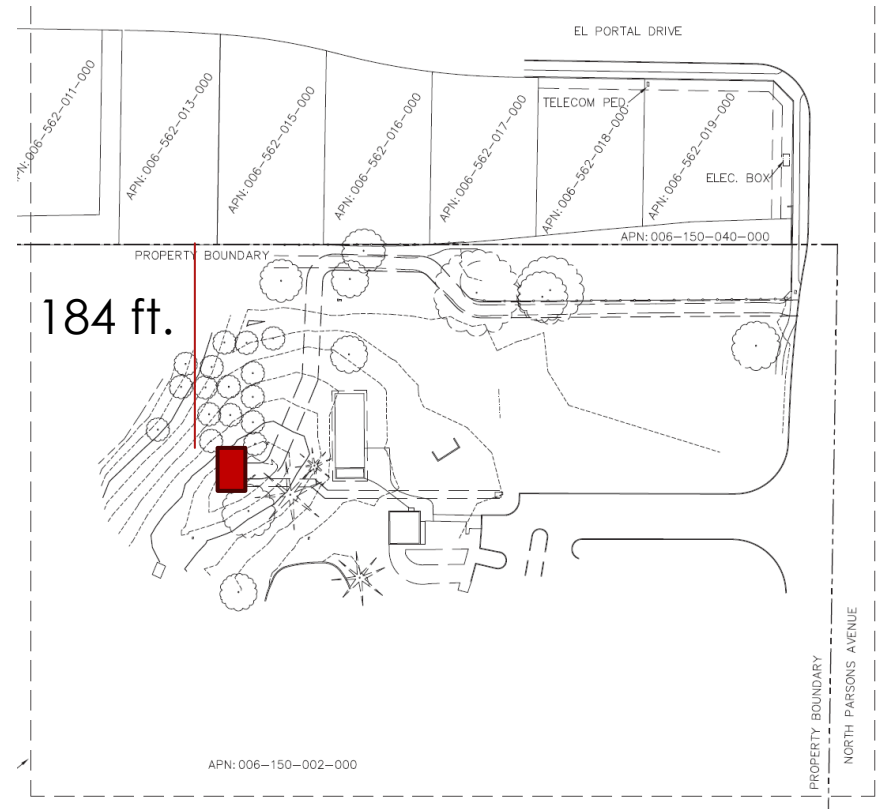 EL PORTAL DRIVE
TELECOM PED.
ELEC. BOX
APN: 006-562-011-000
APN: 006-562-013-000
APN: 006-562-015-000
APN: 006-562-016-000
APN: 006-562-017-000
APN: 006-562-018-000
APN: 006-562-019-000
APN: 006-150-040-000
PROPERTY BOUNDARY
184 ft.
PROPERTY BOUNDARY
NORTH PARSONS AVENUE
APN: 006-150-002-000